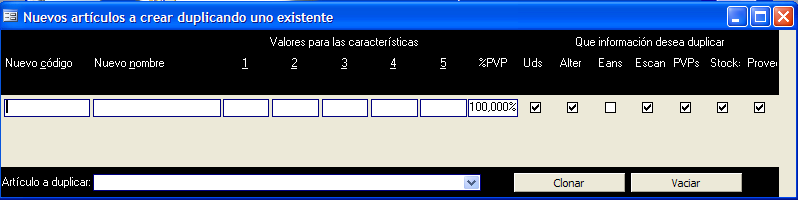 Nuevos artículos a crear duplicando uno existente
Valores para las características Que información desea duplicar
Nuevo código Nuevo nombre 1 2 3 4 5 %PVP Uds Alter Eans Escan PVPs Stock: Provee
100,000%
Artículo a duplicar: Clonar Vaciar